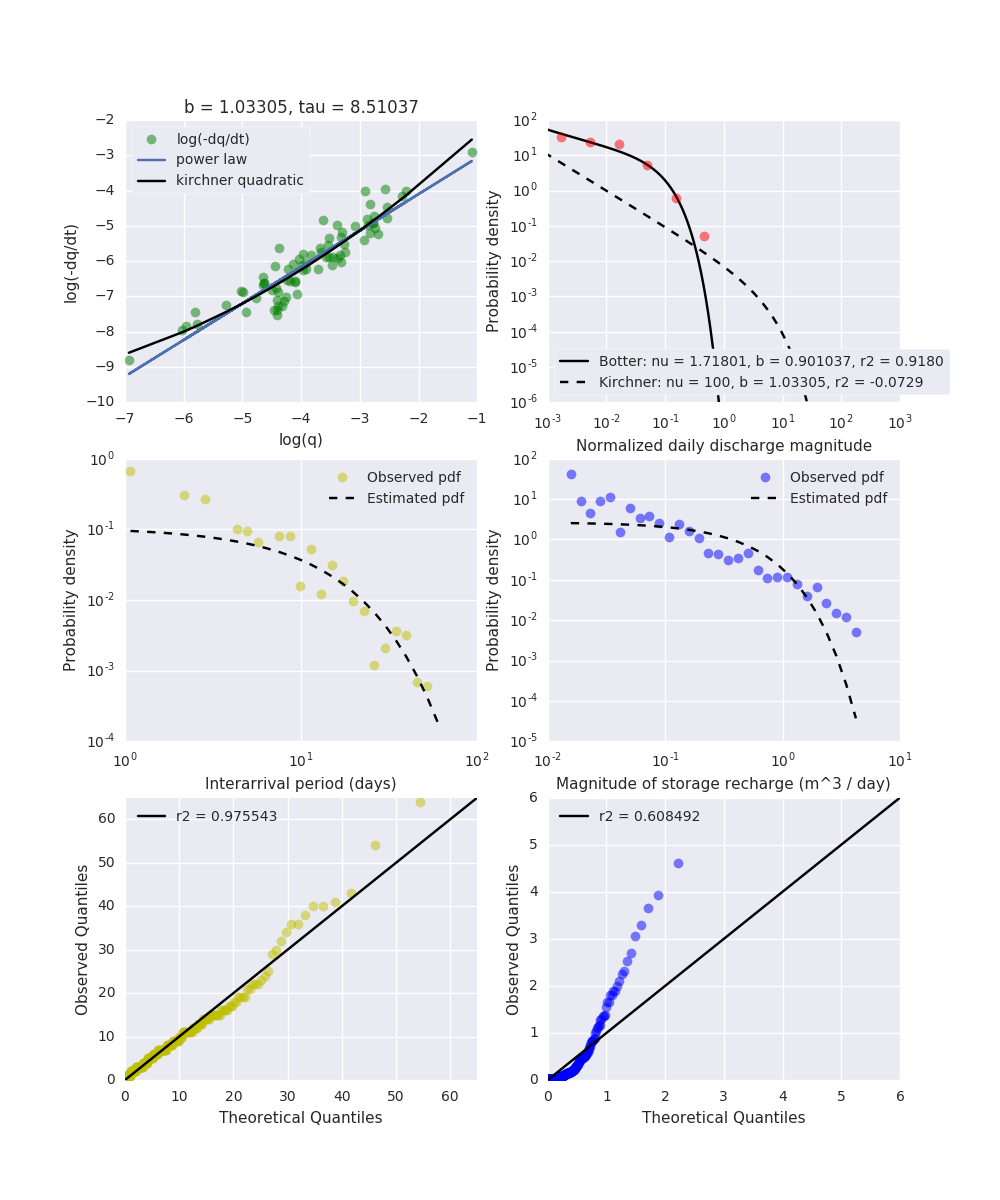 b = 1.03305, tau = 8.51037
−2
−3
−4
−5
−6
−7
−8
−9
−10
log(-dq/dt)
log(-dq/dt)
power law
kirchner quadratic
−7 −6 −5 −4 −3 −2 −1
log(q)
10^2
10^1
10^0
10^-1
10^-2
10^-3
10^-4
10^-5
10^-6
Probability density
Botter: nu = 1.71801, b = 0.901037, r2 = 0.9180
Kirchner: nu = 100, b = 1.03305, r2 = -0.0729
10^-3 10^-2 10^-1 10^0 10^1 10^2 10^3
Normalized daily discharge magnitude
10^0
10^-1
10^-2
10^-3
10^-4
Probability density
Observed pdf
Estimated pdf
10^0 10^1 10^2
Interarrival period (days)
10^2
10^1
10^0
10^-1
10^-2
10^-3
10^-4
10^-5
Probability density
Observed pdf
Estimated pdf
10^-2 10^-1 10^0 10^1
Magnitude of storage recharge (m^3 / day)
60
50
40
30
20
10
0
Observed Quantiles
r2 = 0.975543
0 10 20 30 40 50 60
Theoretical Quantiles
6
5
4
3
2
1
0
Observed Quantiles
r2 = 0.608492
0 1 2 3 4 5 6
Theoretical Quantiles